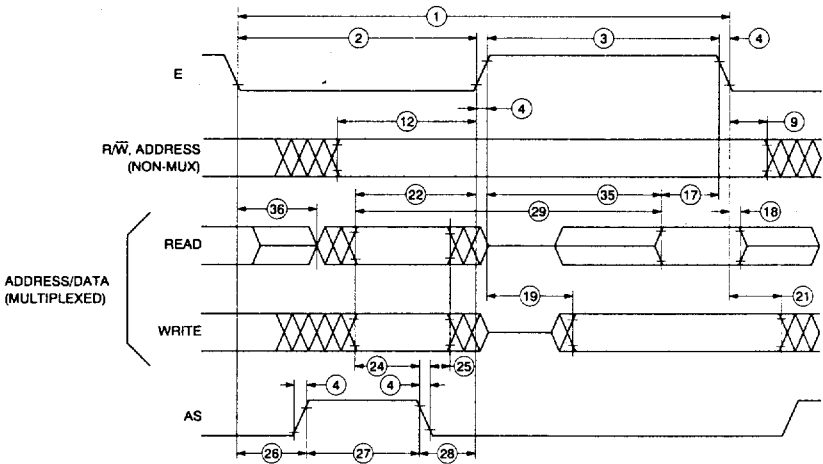 1
2
3
4
E
4
12
9
R/W̅, ADDRESS
(NON-MUX)
22
35
17
36
29
18
READ
ADDRESS/DATA
(MULTIPLEXED)
19
21
WRITE
24
25
4
4
AS
26
27
28